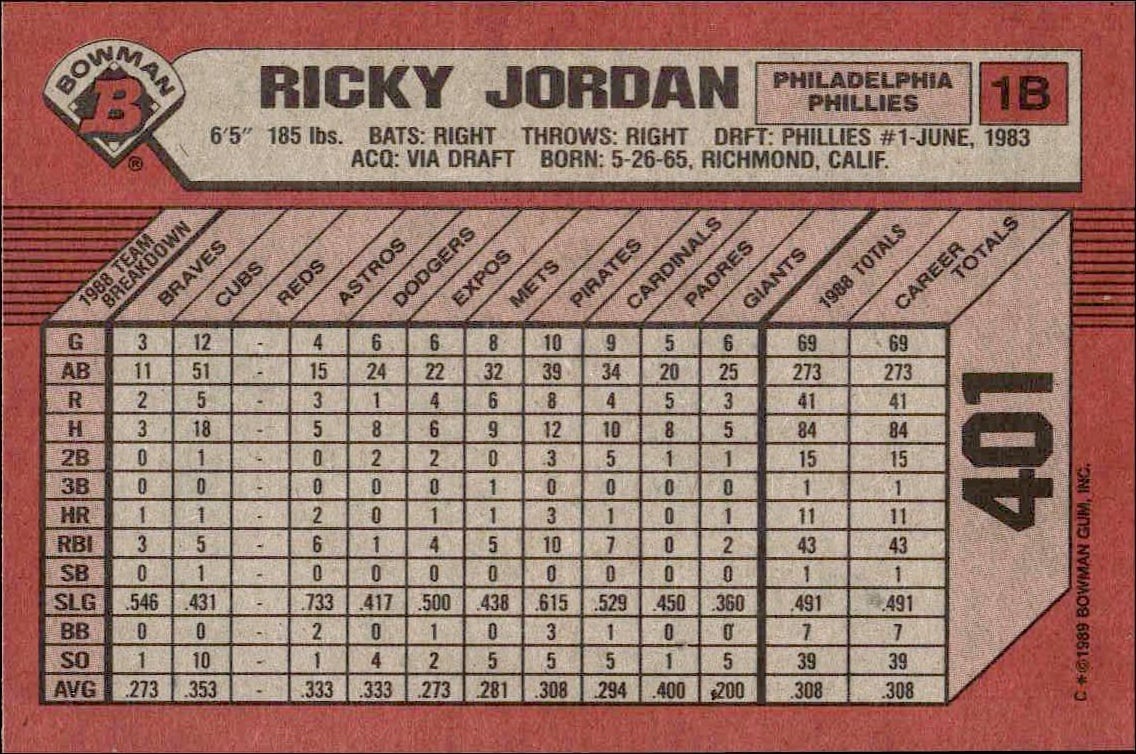 BOWMAN
B
®
RICKY JORDAN
PHILADELPHIA
PHILLIES
1B
6'5" 185 lbs. BATS: RIGHT THROWS: RIGHT DRFT: PHILLIES #1-JUNE, 1983
ACQ: VIA DRAFT BORN: 5-26-65, RICHMOND, CALIF.
1988 TEAM BREAKDOWN BRAVES CUBS REDS ASTROS DODGERS EXPOS METS PIRATES CARDINALS PADRES GIANTS 1988 TOTALS CAREER TOTALS
G 3 12 - 4 6 6 8 10 9 5 6 69 69
AB 11 51 - 15 24 22 32 39 34 20 25 273 273
R 2 5 - 3 1 4 6 8 4 5 3 41 41
H 3 18 - 5 8 6 9 12 10 8 5 84 84
2B 0 1 - 0 2 2 0 3 5 1 1 15 15
3B 0 0 - 0 0 0 1 0 0 0 0 1 1
HR 1 1 - 2 0 1 1 3 1 0 1 11 11
RBI 3 5 - 6 1 4 5 10 7 0 2 43 43
SB 0 1 - 0 0 0 0 0 0 0 0 1 1
SLG .546 .431 - .733 .417 .500 .438 .615 .529 .450 .360 .491 .491
BB 0 0 - 2 0 1 0 3 1 0 0 7 7
SO 1 10 - 1 4 2 5 5 5 1 5 39 39
AVG .273 .353 - .333 .333 .273 .281 .308 .294 .400 .200 .308 .308
401
C *©1989 BOWMAN GUM, INC.